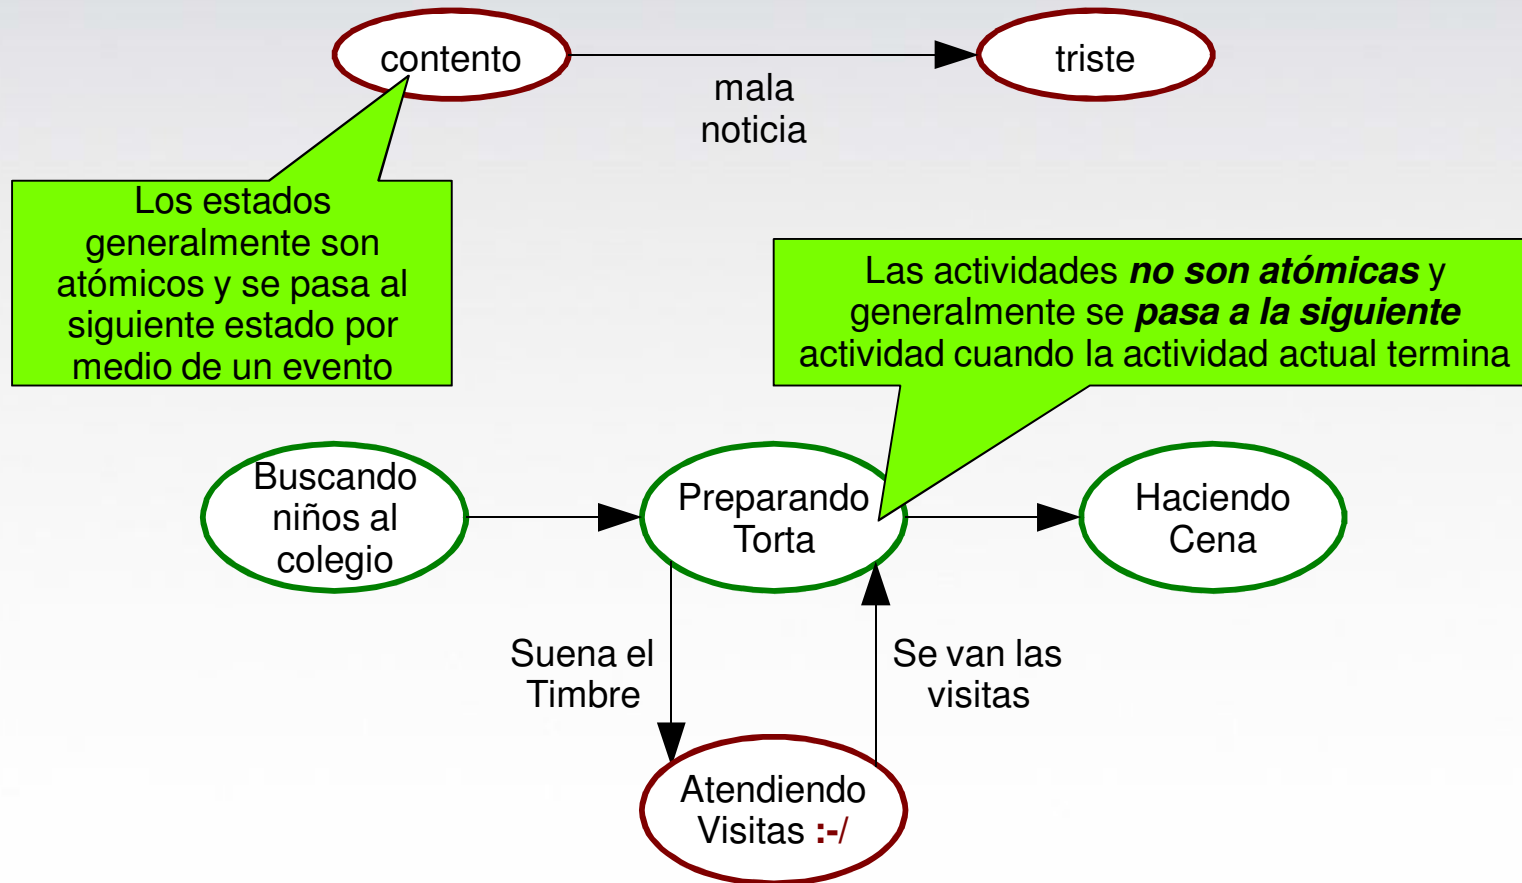 contento
triste
mala
noticia
Los estados
generalmente son
atómicos y se pasa al
siguiente estado por
medio de un evento
Las actividades no son atómicas y
generalmente se pasa a la siguiente
actividad cuando la actividad actual termina
Buscando
niños al
colegio
Preparando
Torta
Haciendo
Cena
Suena el
Timbre
Se van las
visitas
Atendiendo
Visitas :-/